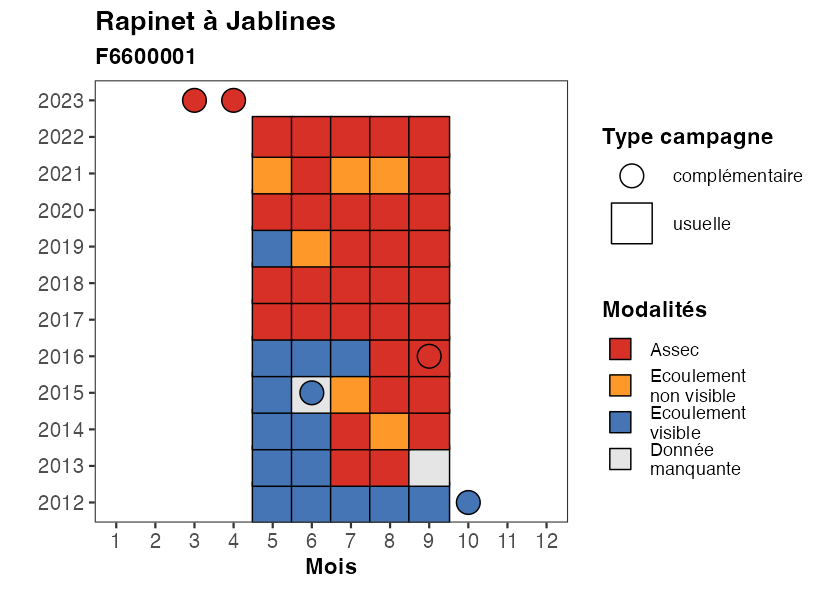 Rapinet à Jablines
F6600001
2023
2022
2021
2020
2019
2018
2017
2016
2015
2014
2013
2012
1 2 3 4 5 6 7 8 9 10 11 12
Mois
Type campagne
complémentaire
usuelle
Modalités
Assec
Ecoulement
non visible
Ecoulement
visible
Donnée
manquante